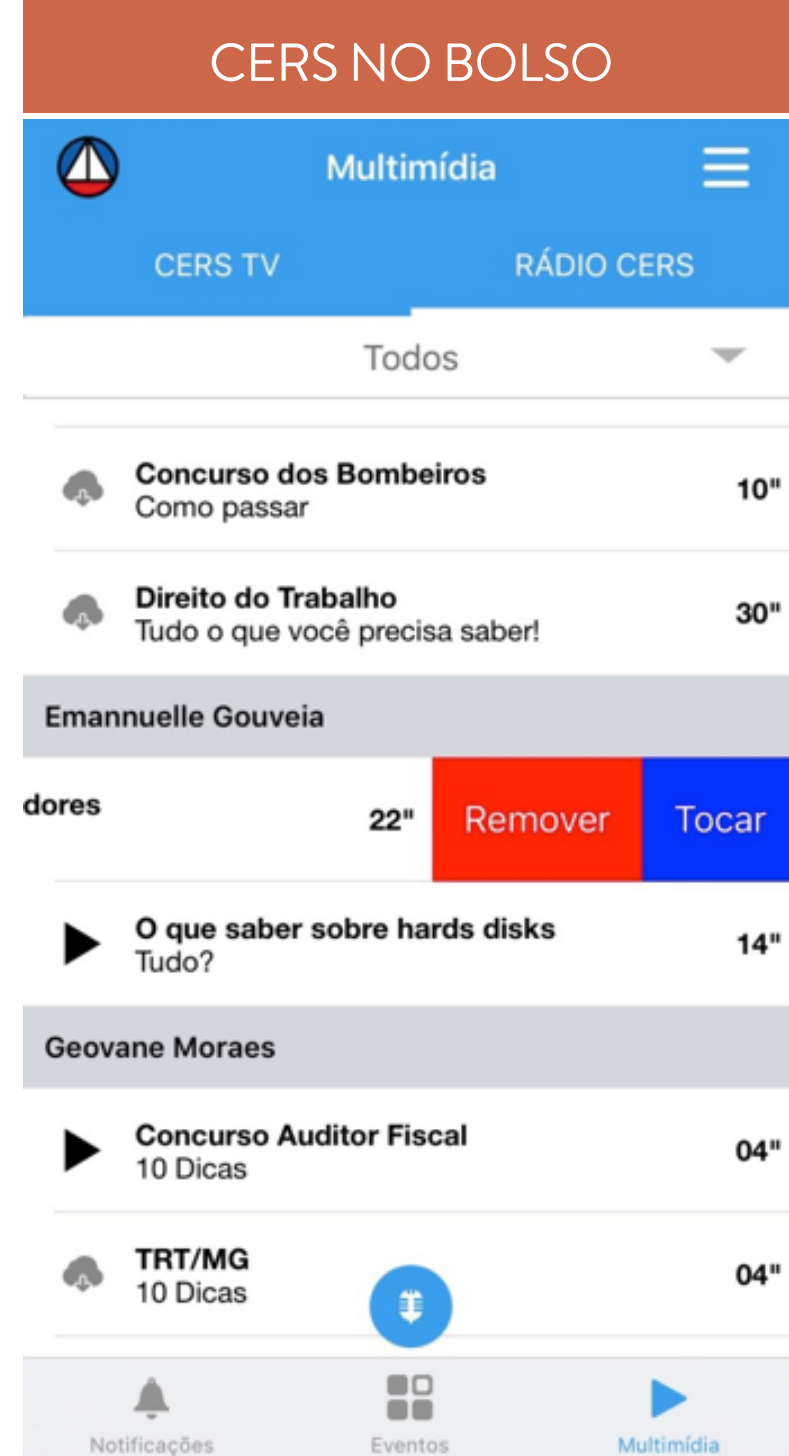 CERS NO BOLSO
Multimídia
CERS TV
RÁDIO CERS
Todos
Concurso dos Bombeiros
Como passar
10"
Direito do Trabalho
Tudo o que você precisa saber!
30"
Emannuelle Gouveia
dores
22"
Remover
Tocar
O que saber sobre hards disks
Tudo?
14"
Geovane Moraes
Concurso Auditor Fiscal
10 Dicas
04"
TRT/MG
10 Dicas
04"
Notificações
Eventos
Multimídia